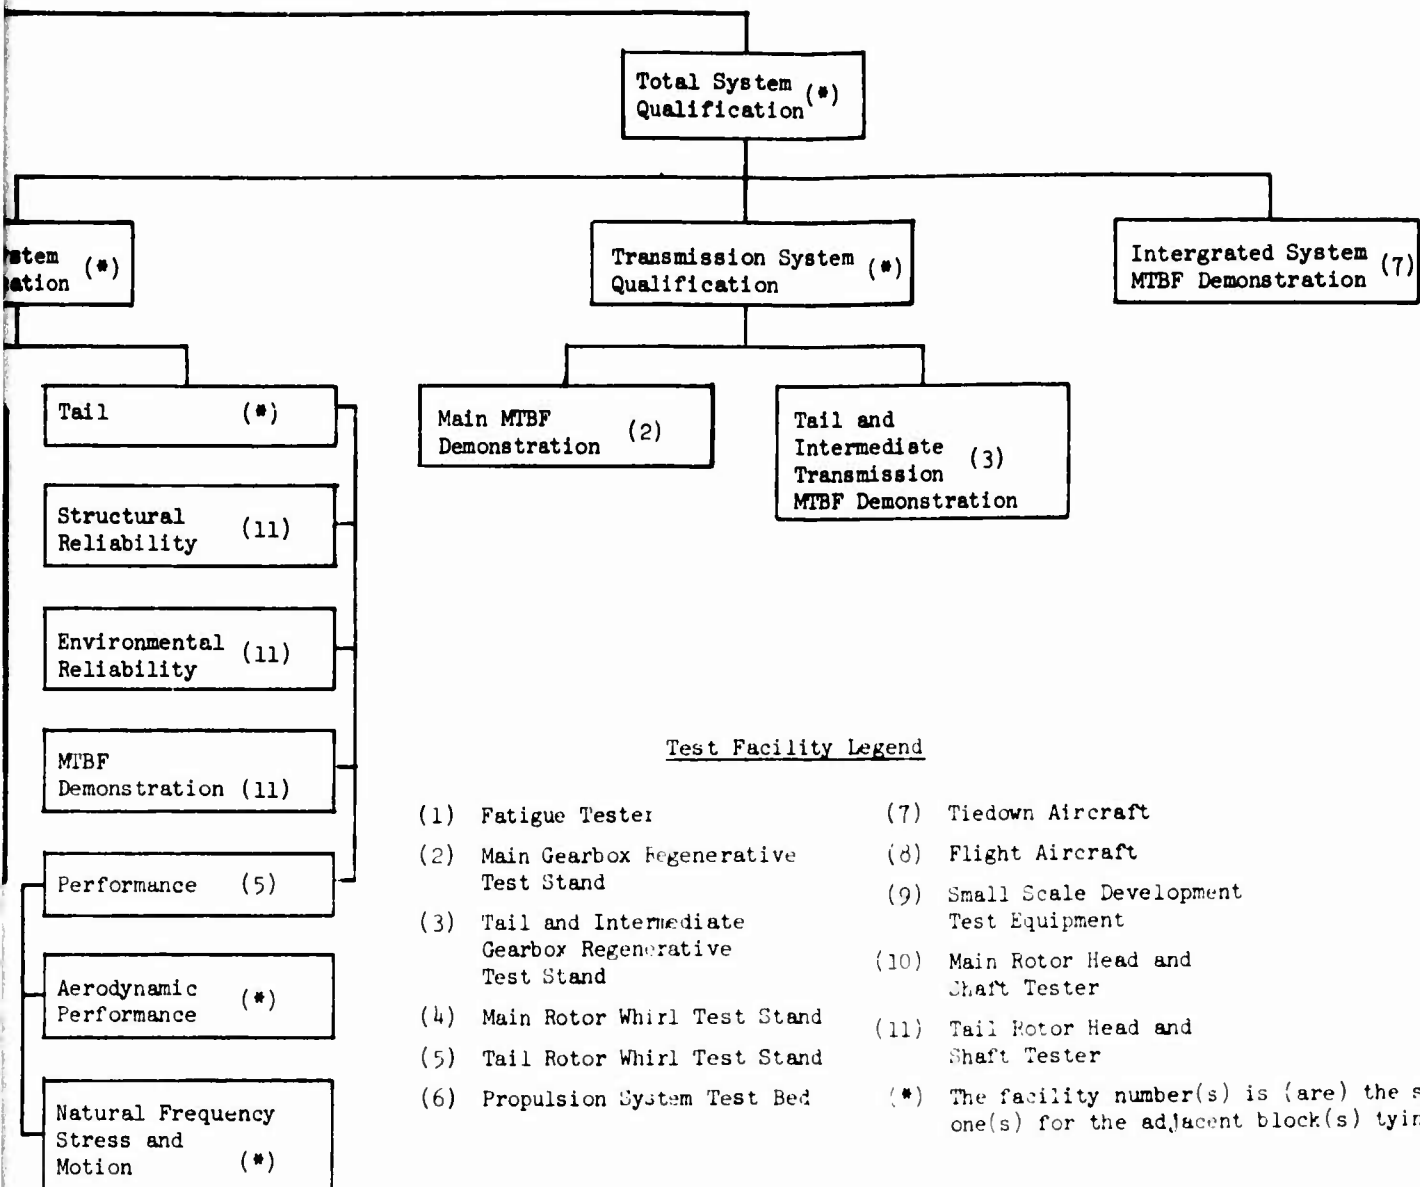 Total System (*)
Qualification
stem (*)
ation
Transmission System (*)
Qualification
Intergrated System (7)
MTBF Demonstration
Tail (*)
Structural (11)
Reliability
Environmental (11)
Reliability
MTBF
Demonstration (11)
Performance (5)
Aerodynamic (*)
Performance
Natural Frequency
Stress and
Motion (*)
Main MTBF (2)
Demonstration
Tail and
Intermediate (3)
Transmission
MTBF Demonstration
Test Facility Legend
(1) Fatigue Tester
(2) Main Gearbox Regenerative
Test Stand
(3) Tail and Intermediate
Gearbox Regenerative
Test Stand
(4) Main Rotor Whirl Test Stand
(5) Tail Rotor Whirl Test Stand
(6) Propulsion System Test Bed
(7) Tiedown Aircraft
(8) Flight Aircraft
(9) Small Scale Development
Test Equipment
(10) Main Rotor Head and
Shaft Tester
(11) Tail Rotor Head and
Shaft Tester
(*) The facility number(s) is (are) the s
one(s) for the adjacent block(s) tyin